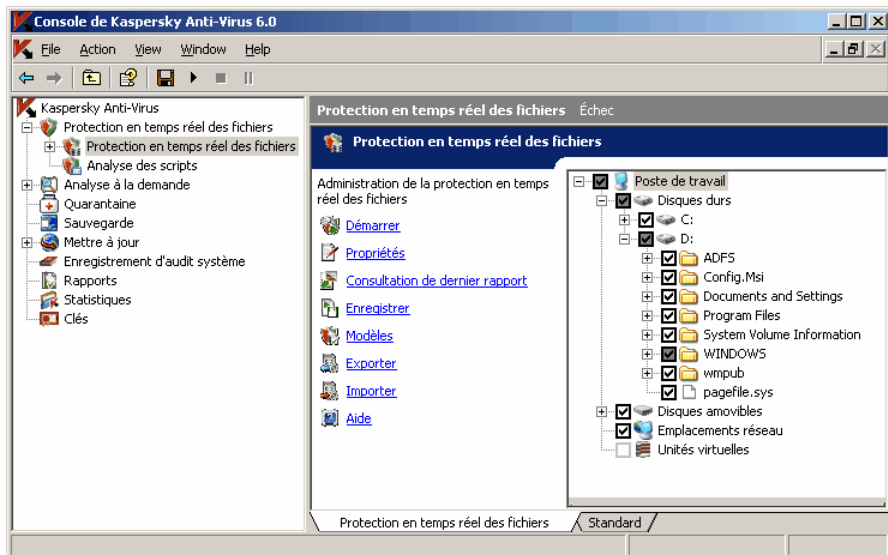 Console de Kaspersky Anti-Virus 6.0
File Action View Window Help
Kaspersky Anti-Virus
Protection en temps réel des fichiers
Protection en temps réel des fichiers
Analyse des scripts
Analyse à la demande
Quarantaine
Sauvegarde
Mettre à jour
Enregistrement d'audit système
Rapports
Statistiques
Clés
Protection en temps réel des fichiers Échec
Protection en temps réel des fichiers
Administration de la protection en temps
réel des fichiers
Démarrer
Propriétés
Consultation de dernier rapport
Enregistrer
Modèles
Exporter
Importer
Aide
Poste de travail
Disques durs
C:
D:
ADFS
Config.Msi
Documents and Settings
Program Files
System Volume Information
WINDOWS
wmpub
pagefile.sys
Disques amovibles
Emplacements réseau
Unités virtuelles
Protection en temps réel des fichiers Standard